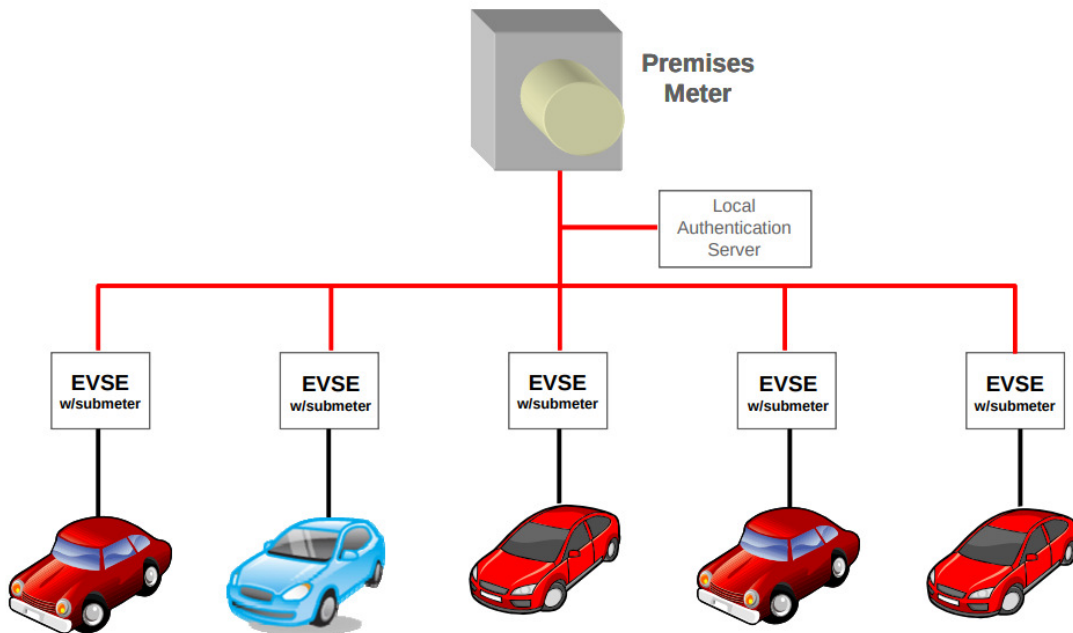 Premises
Meter
Local
Authentication
Server
EVSE
w/submeter
EVSE
w/submeter
EVSE
w/submeter
EVSE
w/submeter
EVSE
w/submeter